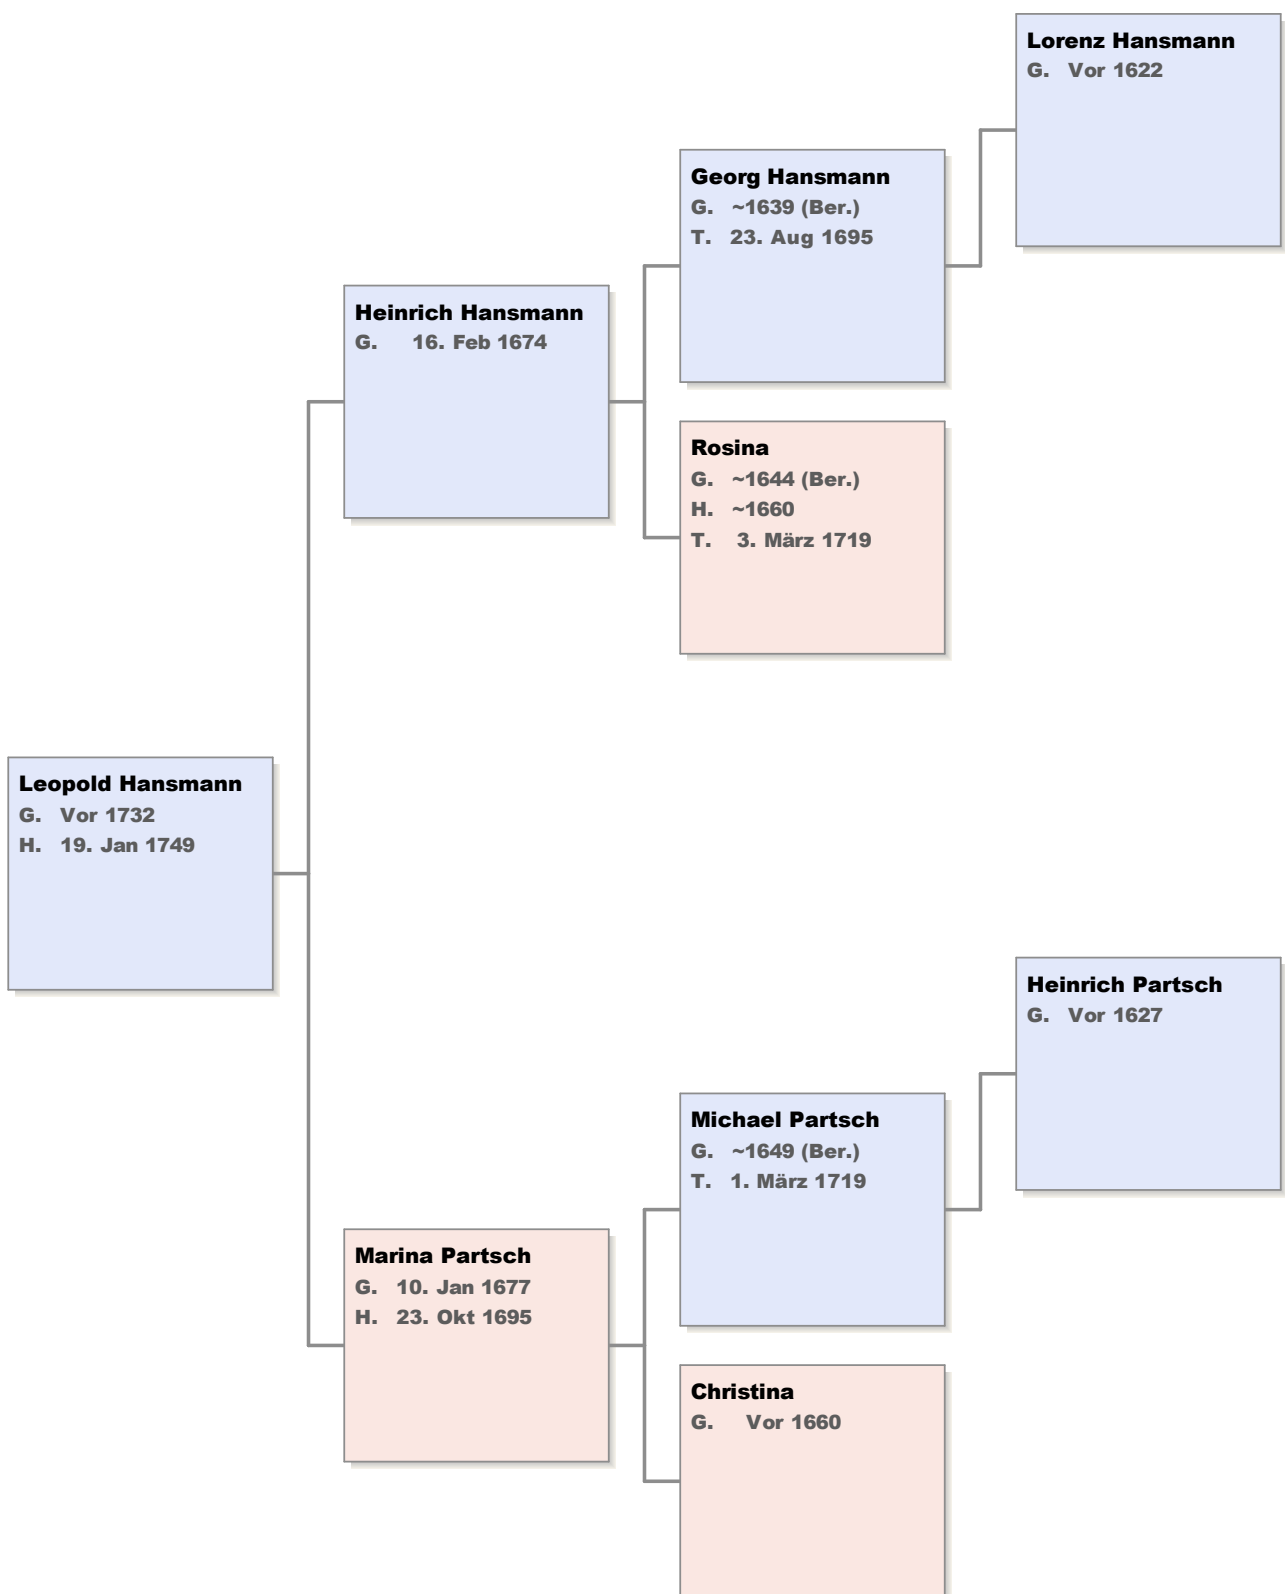 Lorenz Hansmann
G. Vor 1622
Georg Hansmann
G. ~1639 (Ber.)
T. 23. Aug 1695
Heinrich Hansmann
G. 16. Feb 1674
Rosina
G. ~1644 (Ber.)
H. ~1660
T. 3. März 1719
Leopold Hansmann
G. Vor 1732
H. 19. Jan 1749
Heinrich Partsch
G. Vor 1627
Michael Partsch
G. ~1649 (Ber.)
T. 1. März 1719
Marina Partsch
G. 10. Jan 1677
H. 23. Okt 1695
Christina
G. Vor 1660